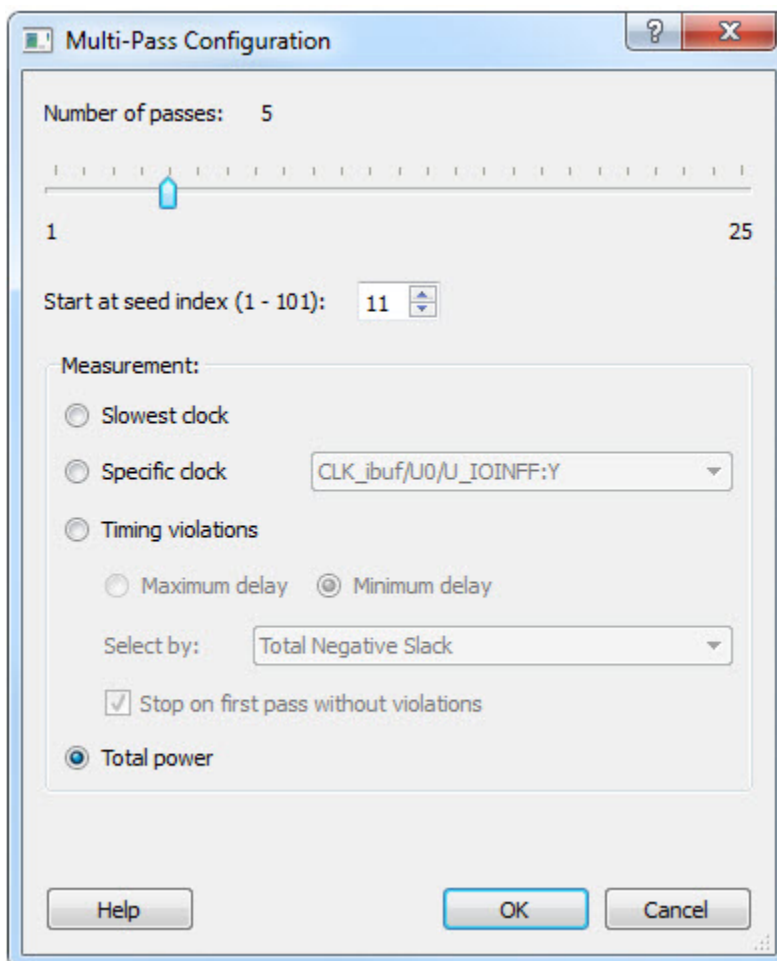 Multi-Pass Configuration
Number of passes: 5
1 25
Start at seed index (1 - 101): 11
Measurement:
Slowest clock
Specific clock CLK_ibuf/U0/U_IOINFF:Y
Timing violations
Maximum delay Minimum delay
Select by: Total Negative Slack
Stop on first pass without violations
Total power
Help OK Cancel